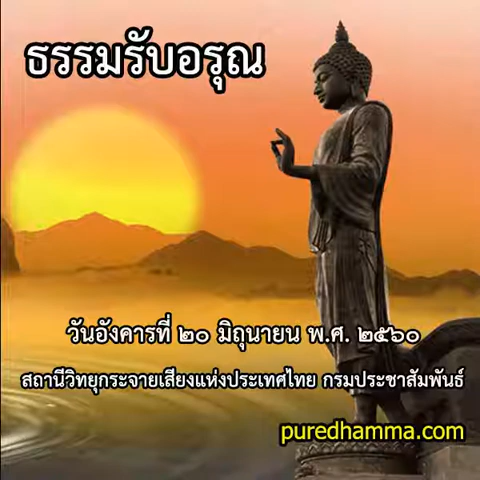 ธรรมรับอรุณ
วันอังคารที่ ๒๐ มิถุนายน พ.ศ. ๒๕๖๐
สถานีวิทยุกระจายเสียงแห่งประเทศไทย กรมประชาสัมพันธ์
puredhamma.com